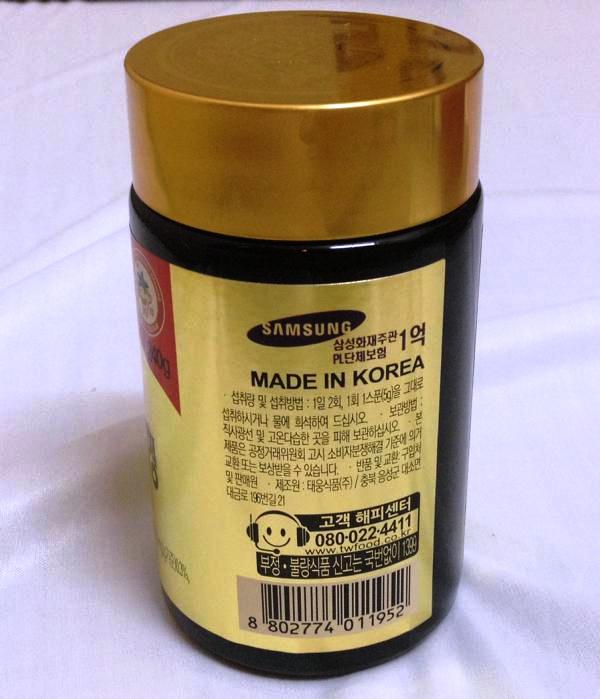 SAMSUNG
삼성화재주관 1억
PL단체보험
MADE IN KOREA
· 섭취량 및 섭취방법 : 1일 2회, 1회 1스푼(5g)을 그대로
섭취하시거나 물에 희석하여 드십시오. · 보관방법 :
직사광선 및 고온다습한 곳을 피해 보관하십시오. · 본
제품은 공정거래위원회 고시 소비자분쟁해결 기준에 의거
교환 또는 보상받을 수 있습니다. · 반품 및 교환: 구입처
및 판매원 · 제조원 : 태웅식품(주) / 충북 음성군 대소면
대금로 196번길 21
고객 해피센터
080-022-4411
www.twfood.co.kr
부정 · 불량식품 신고는 국번없이 1399
8 802774 011952